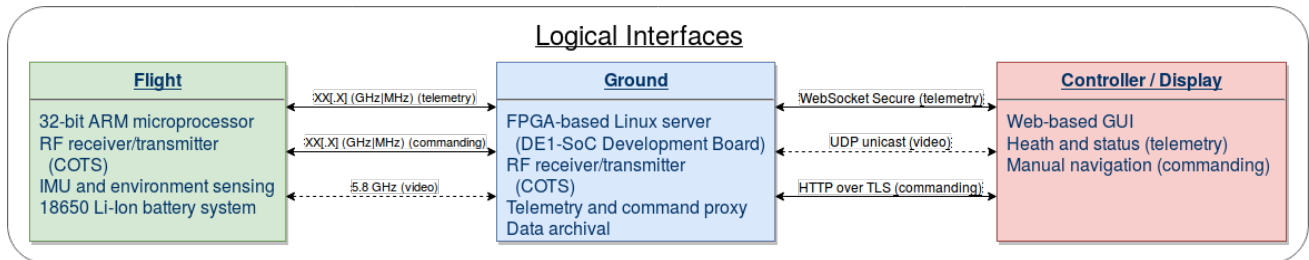 Logical Interfaces
Flight
32-bit ARM microprocessor
RF receiver/transmitter
(COTS)
IMU and environment sensing
18650 Li-Ion battery system
XX[.X] (GHz|MHz) (telemetry)
XX[.X] (GHz|MHz) (commanding)
5.8 GHz (video)
Ground
FPGA-based Linux server
(DE1-SoC Development Board)
RF receiver/transmitter
(COTS)
Telemetry and command proxy
Data archival
WebSocket Secure (telemetry)
UDP unicast (video)
HTTP over TLS (commanding)
Controller / Display
Web-based GUI
Heath and status (telemetry)
Manual navigation (commanding)